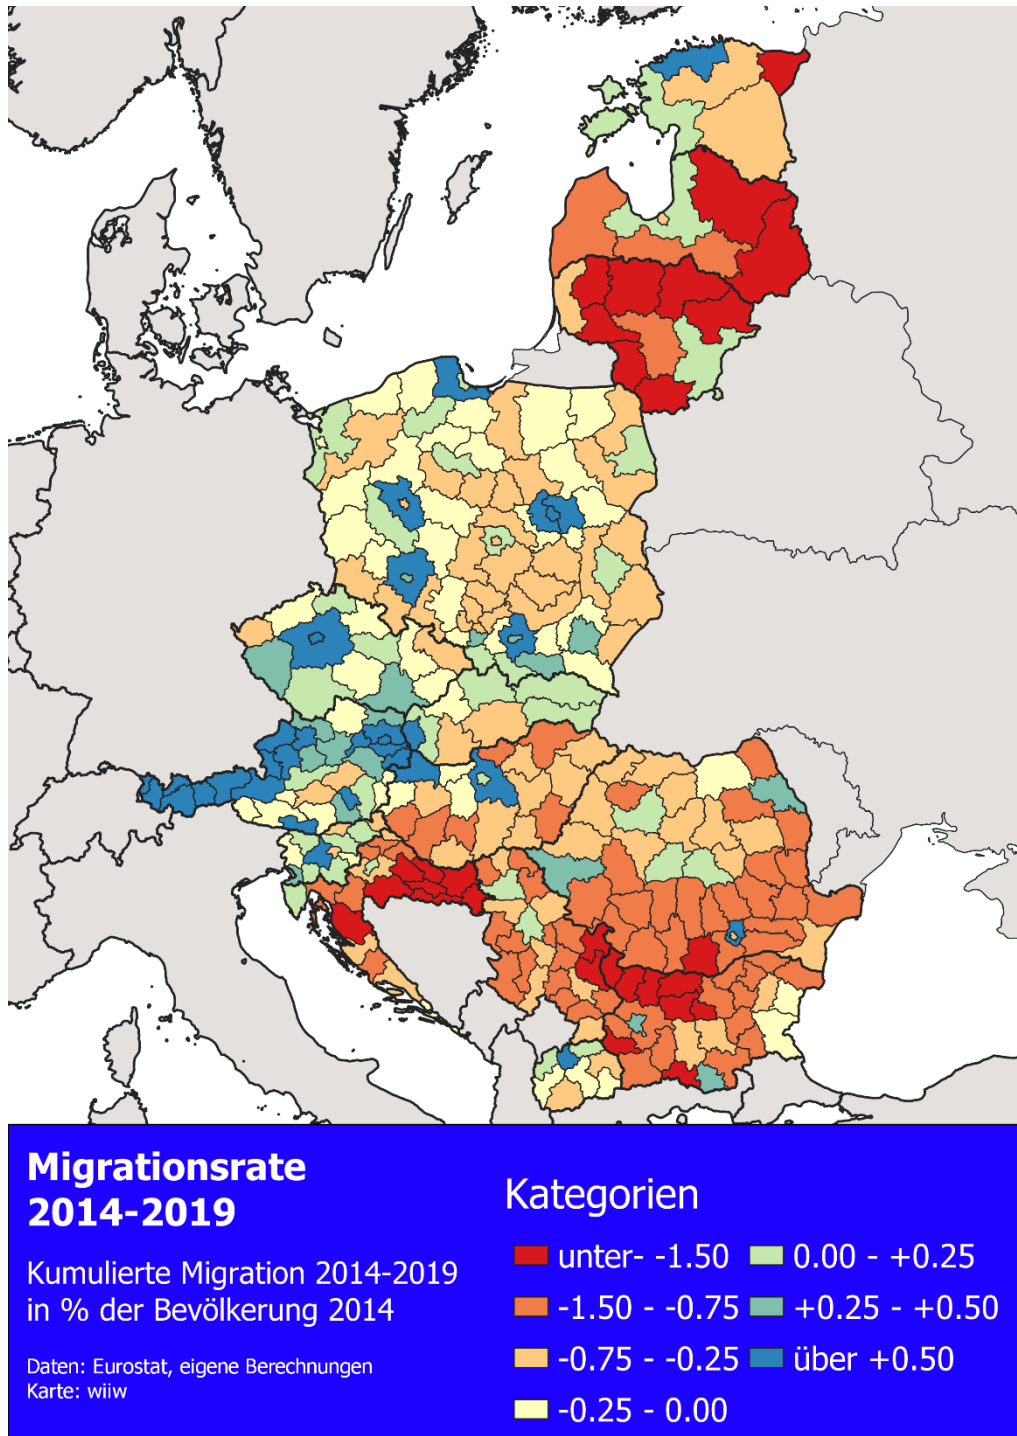 Migrationsrate
2014-2019
Kumulierte Migration 2014-2019
in % der Bevölkerung 2014
Daten: Eurostat, eigene Berechnungen
Karte: wiiw
Kategorien
unter- -1.50
-1.50 - -0.75
-0.75 - -0.25
-0.25 - 0.00
0.00 - +0.25
+0.25 - +0.50
über +0.50